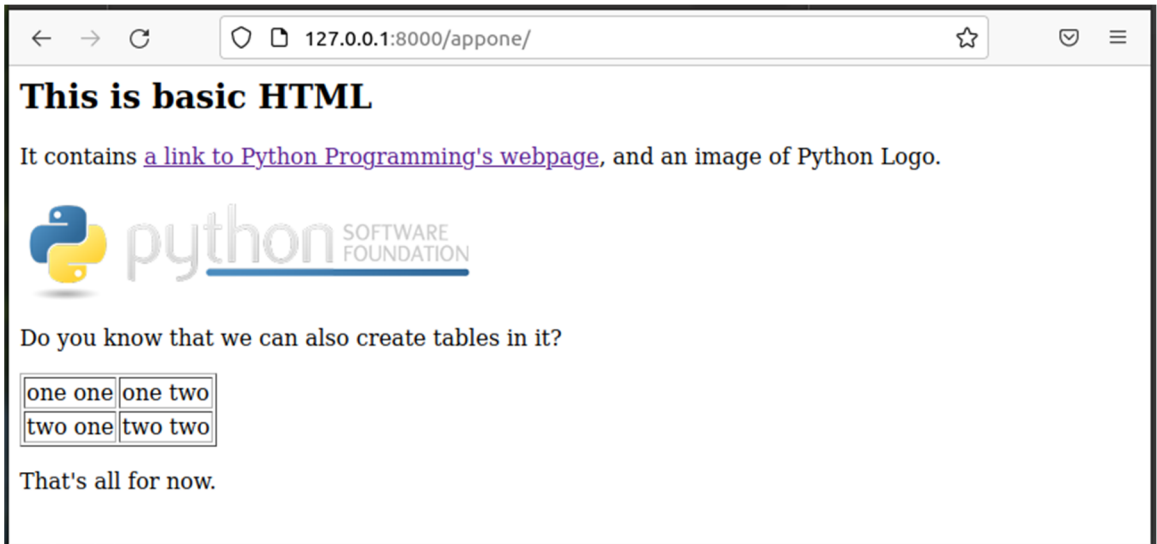 127.0.0.1:8000/appone/
This is basic HTML
It contains a link to Python Programming's webpage, and an image of Python Logo.
python SOFTWARE
FOUNDATION
Do you know that we can also create tables in it?
one one one two
two one two two
That's all for now.